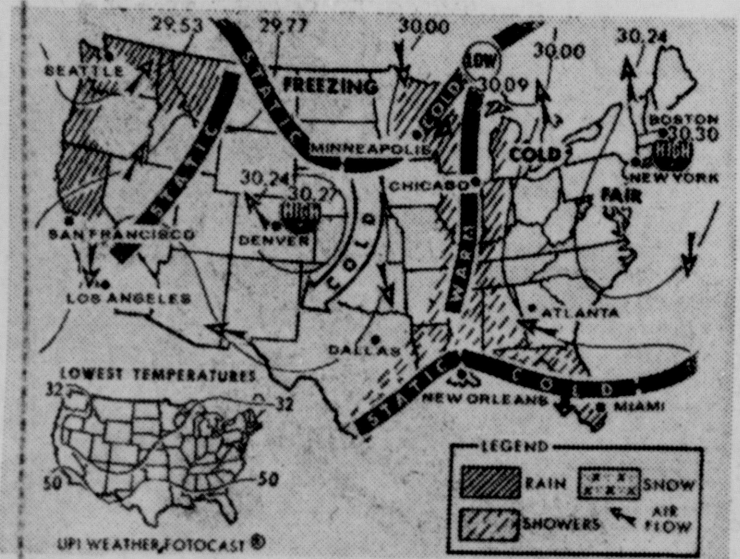 29.53 29.77 30.00 30.00 30.24
SEATTLE
STATIC
FREEZING
COLD
LOW
30.09
BOSTON
30.30
HIGH
MINNEAPOLIS
COLD
STATIC
NEW YORK
30.24
30.27
HIGH
CHICAGO
FAIR
SAN FRANCISCO
DENVER
COLD
WARM
LOS ANGELES
ATLANTA
DALLAS
STATIC
NEW ORLEANS
COLD
MIAMI
LOWEST TEMPERATURES
32 32
50 50
UPI WEATHER FOTOCAST ®
LEGEND
RAIN SNOW
SHOWERS AIR FLOW